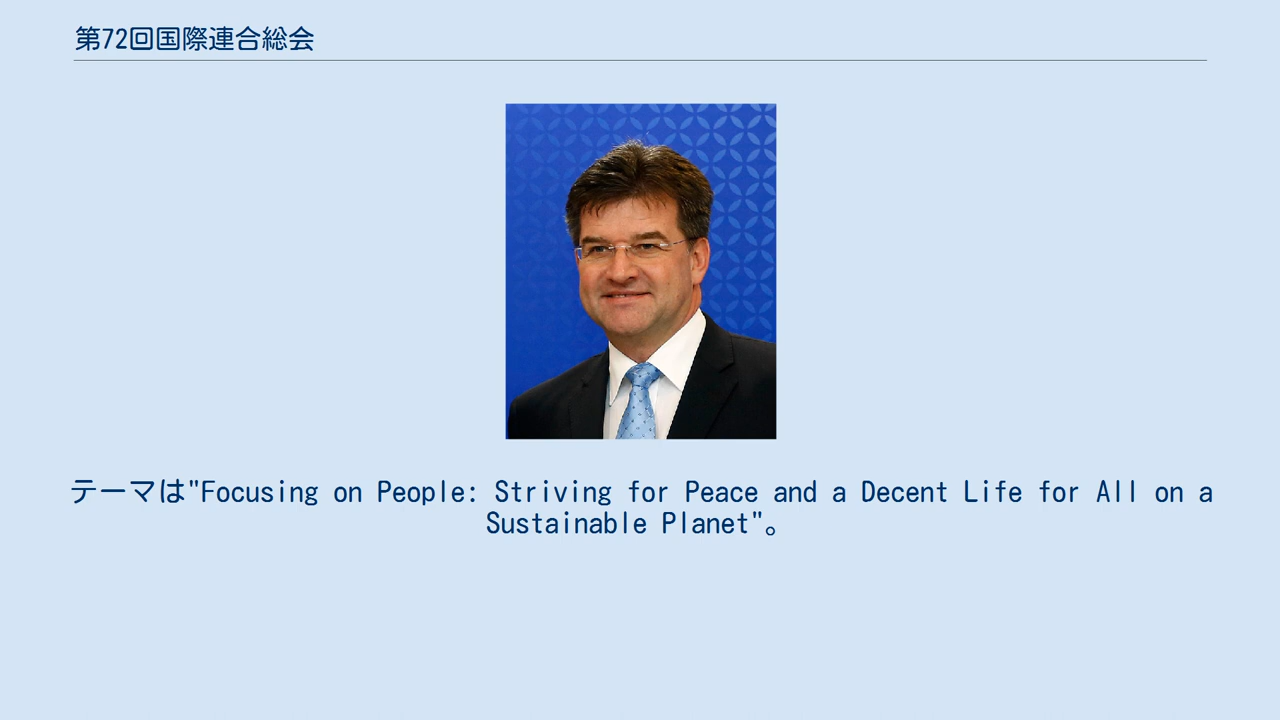 第72回国際連合総会
テーマは"Focusing on People: Striving for Peace and a Decent Life for All on a
Sustainable Planet"。